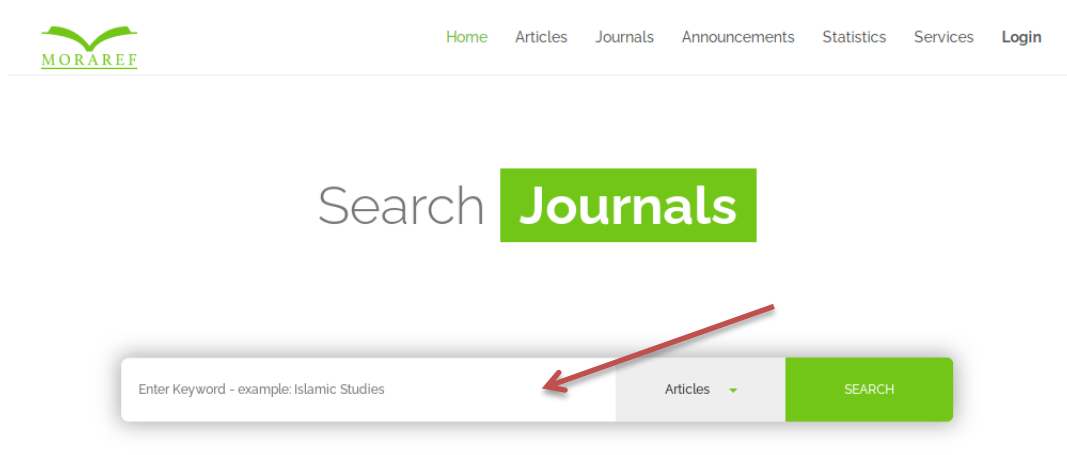 Home Articles Journals Announcements Statistics Services Login
MORAREF
Search Journals
Enter Keyword - example: Islamic Studies Articles SEARCH